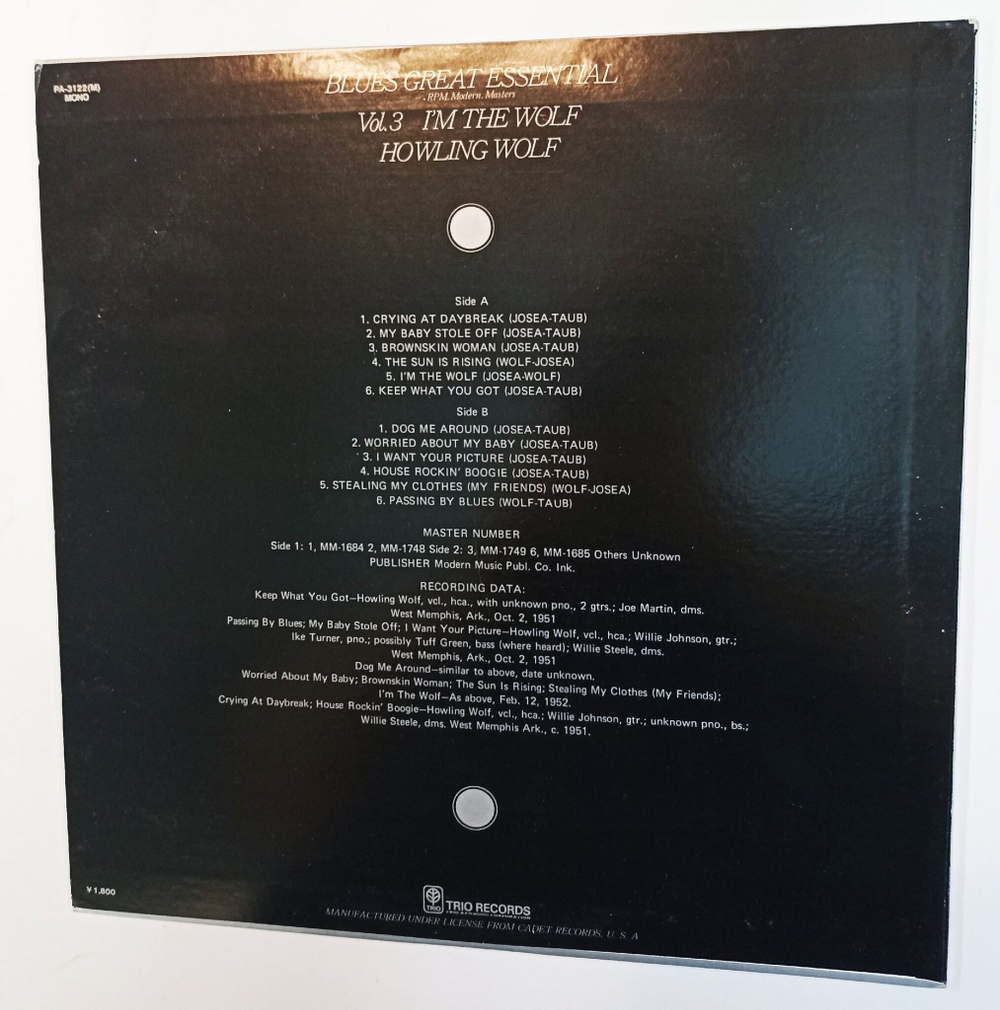 PA-3122(M)
MONO
BLUES GREAT ESSENTIAL
.RPM. Modern. Masters
Vol.3 I'M THE WOLF
HOWLING WOLF
Side A
1. CRYING AT DAYBREAK (JOSEA-TAUB)
2. MY BABY STOLE OFF (JOSEA-TAUB)
3. BROWNSKIN WOMAN (JOSEA-TAUB)
4. THE SUN IS RISING (WOLF-JOSEA)
5. I'M THE WOLF (JOSEA-WOLF)
6. KEEP WHAT YOU GOT (JOSEA-TAUB)
Side B
1. DOG ME AROUND (JOSEA-TAUB)
2. WORRIED ABOUT MY BABY (JOSEA-TAUB)
3. I WANT YOUR PICTURE (JOSEA-TAUB)
4. HOUSE ROCKIN' BOOGIE (JOSEA-TAUB)
5. STEALING MY CLOTHES (MY FRIENDS) (WOLF-JOSEA)
6. PASSING BY BLUES (WOLF-TAUB)
MASTER NUMBER
Side 1: 1, MM-1684 2, MM-1748 Side 2: 3, MM-1749 6, MM-1685 Others Unknown
PUBLISHER Modern Music Publ. Co. Ink.
RECORDING DATA:
Keep What You Got—Howling Wolf, vcl., hca., with unknown pno., 2 gtrs.; Joe Martin, dms.
West Memphis, Ark., Oct. 2, 1951
Passing By Blues; My Baby Stole Off; I Want Your Picture—Howling Wolf, vcl., hca.; Willie Johnson, gtr.;
Ike Turner, pno.; possibly Tuff Green, bass (where heard); Willie Steele, dms.
West Memphis, Ark., Oct. 2, 1951
Dog Me Around—similar to above, date unknown.
Worried About My Baby; Brownskin Woman; The Sun Is Rising; Stealing My Clothes (My Friends);
I'm The Wolf—As above, Feb. 12, 1952.
Crying At Daybreak; House Rockin' Boogie—Howling Wolf, vcl., hca.; Willie Johnson, gtr.; unknown pno., bs.;
Willie Steele, dms. West Memphis Ark., c. 1951.
¥1,800
TRIO
TRIO RECORDS
MANUFACTURED UNDER LICENSE FROM CADET RECORDS, U. S. A